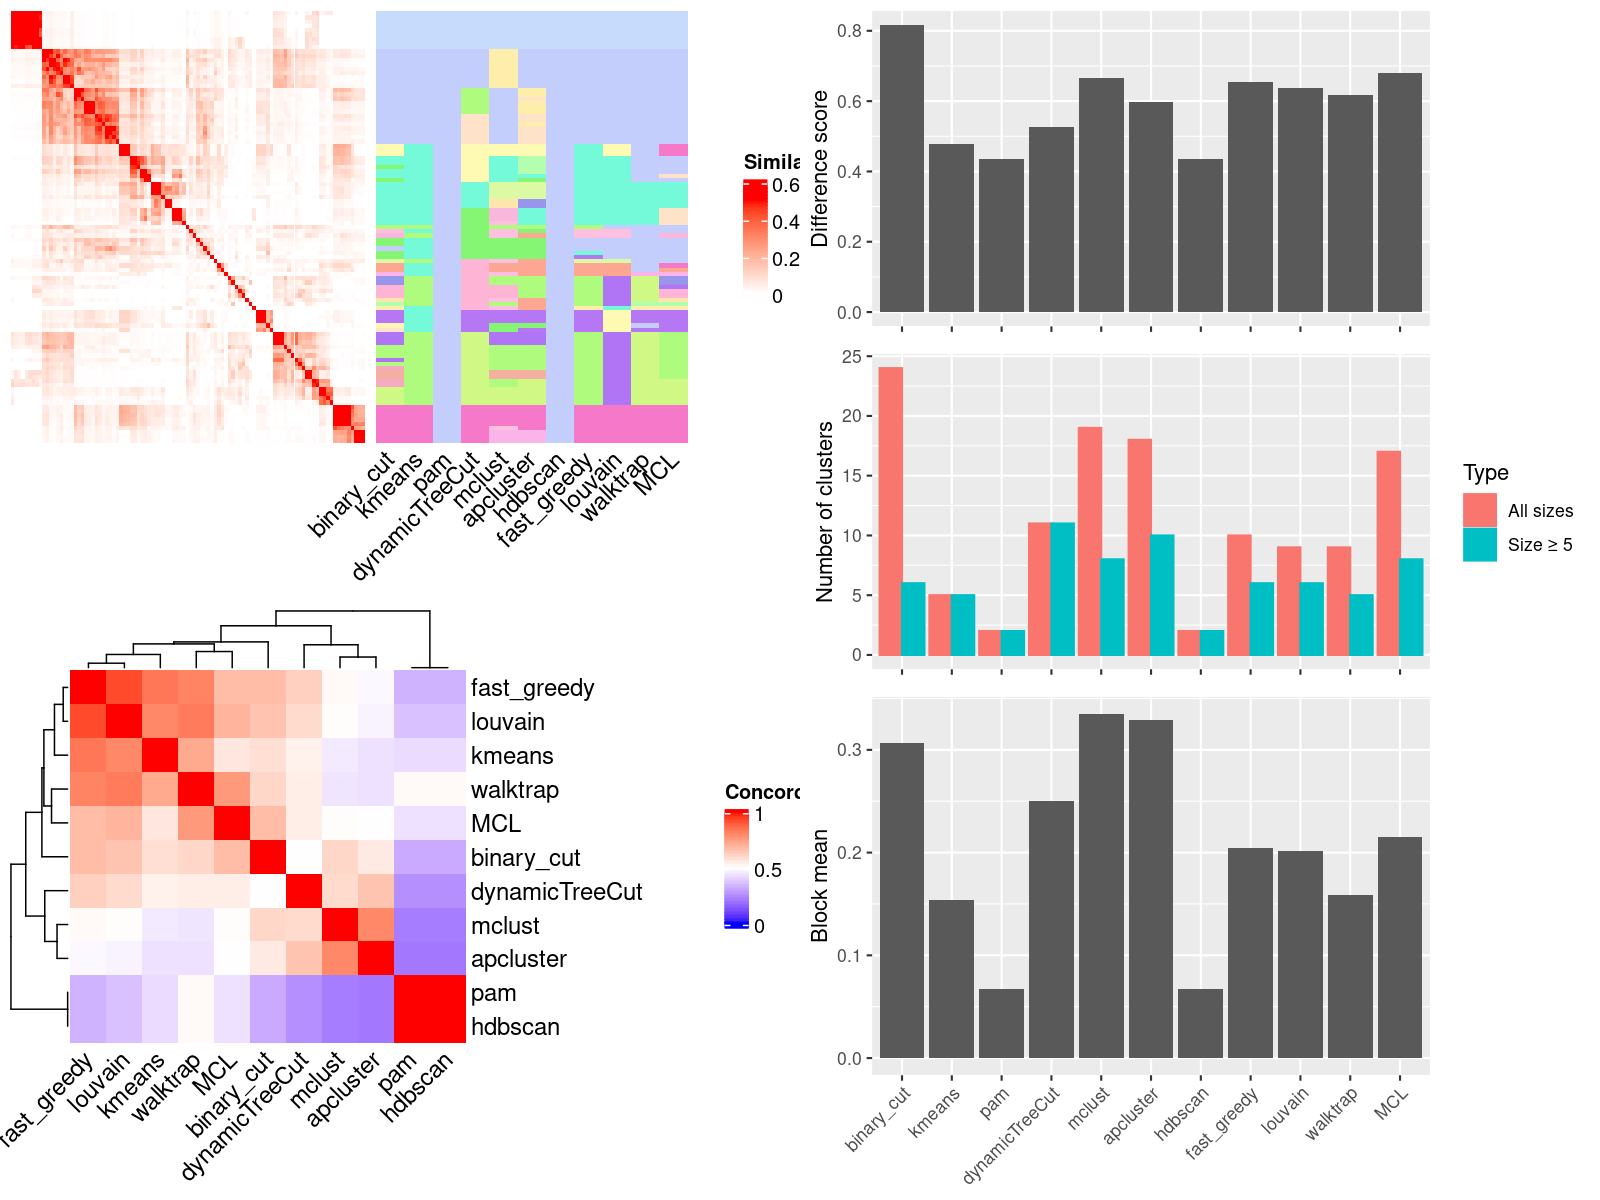 Simila
0.6
0.4
0.2
0
binary_cut
kmeans
pam
dynamicTreeCut
mclust
apcluster
hdbscan
fast_greedy
louvain
walktrap
MCL
Difference score
0.8
0.6
0.4
0.2
0.0
Number of clusters
25
20
15
10
5
0
Type
All sizes
Size ≥ 5
fast_greedy
louvain
kmeans
walktrap
MCL
binary_cut
dynamicTreeCut
mclust
apcluster
pam
hdbscan
fast_greedy
louvain
kmeans
walktrap
MCL
binary_cut
dynamicTreeCut
mclust
apcluster
pam
hdbscan
Concord
1
0.5
0
Block mean
0.3
0.2
0.1
0.0
binary_cut
kmeans
pam
dynamicTreeCut
mclust
apcluster
hdbscan
fast_greedy
louvain
walktrap
MCL